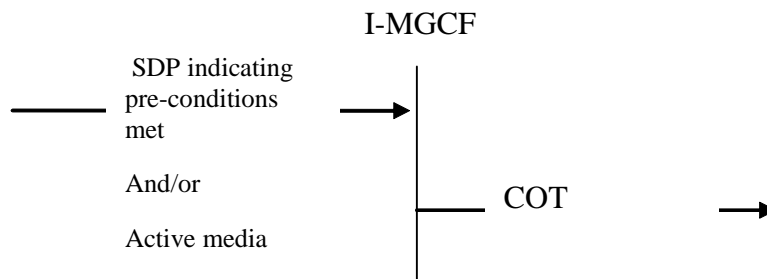 I-MGCF
SDP indicating
pre-conditions
met
And/or
Active media
COT